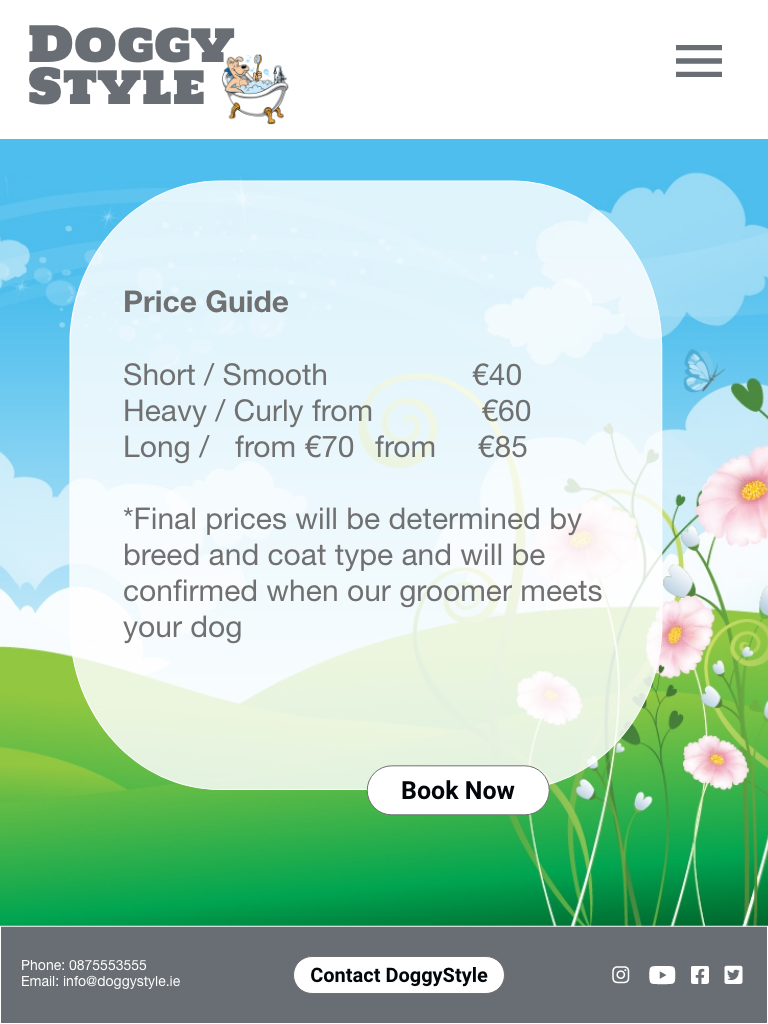 DOGGY
STYLE
Price Guide
Short / Smooth €40
Heavy / Curly from €60
Long / from €70 from €85
*Final prices will be determined by
breed and coat type and will be
confirmed when our groomer meets
your dog
Book Now
Phone: 0875553555
Email: info@doggystyle.ie
Contact DoggyStyle